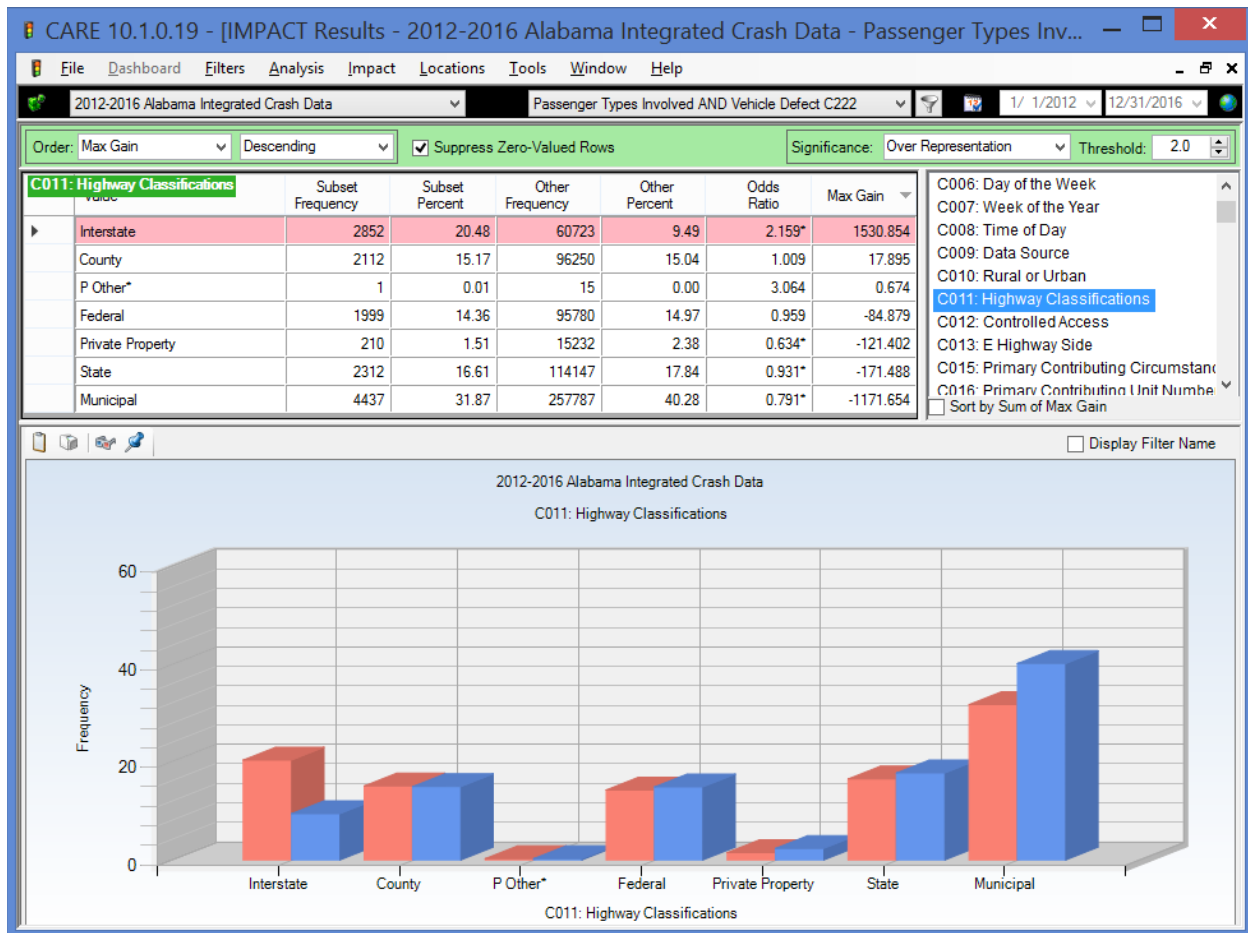 CARE 10.1.0.19 - [IMPACT Results - 2012-2016 Alabama Integrated Crash Data - Passenger Types Inv...
File Dashboard Filters Analysis Impact Locations Tools Window Help
2012-2016 Alabama Integrated Crash Data Passenger Types Involved AND Vehicle Defect C222 1/ 1/2012 12/31/2016
Order: Max Gain Descending Suppress Zero-Valued Rows Significance: Over Representation Threshold: 2.0
C011: Highway Classifications Subset Frequency Subset Percent Other Frequency Other Percent Odds Ratio Max Gain
Interstate 2852 20.48 60723 9.49 2.159* 1530.854
County 2112 15.17 96250 15.04 1.009 17.895
P Other* 1 0.01 15 0.00 3.064 0.674
Federal 1999 14.36 95780 14.97 0.959 -84.879
Private Property 210 1.51 15232 2.38 0.634* -121.402
State 2312 16.61 114147 17.84 0.931* -171.488
Municipal 4437 31.87 257787 40.28 0.791* -1171.654
C006: Day of the Week
C007: Week of the Year
C008: Time of Day
C009: Data Source
C010: Rural or Urban
C011: Highway Classifications
C012: Controlled Access
C013: E Highway Side
C015: Primary Contributing Circumstanc
C016: Primary Contributing Unit Number
Sort by Sum of Max Gain
Display Filter Name
2012-2016 Alabama Integrated Crash Data
C011: Highway Classifications
60
40
20
0
Frequency
Interstate County P Other* Federal Private Property State Municipal
C011: Highway Classifications